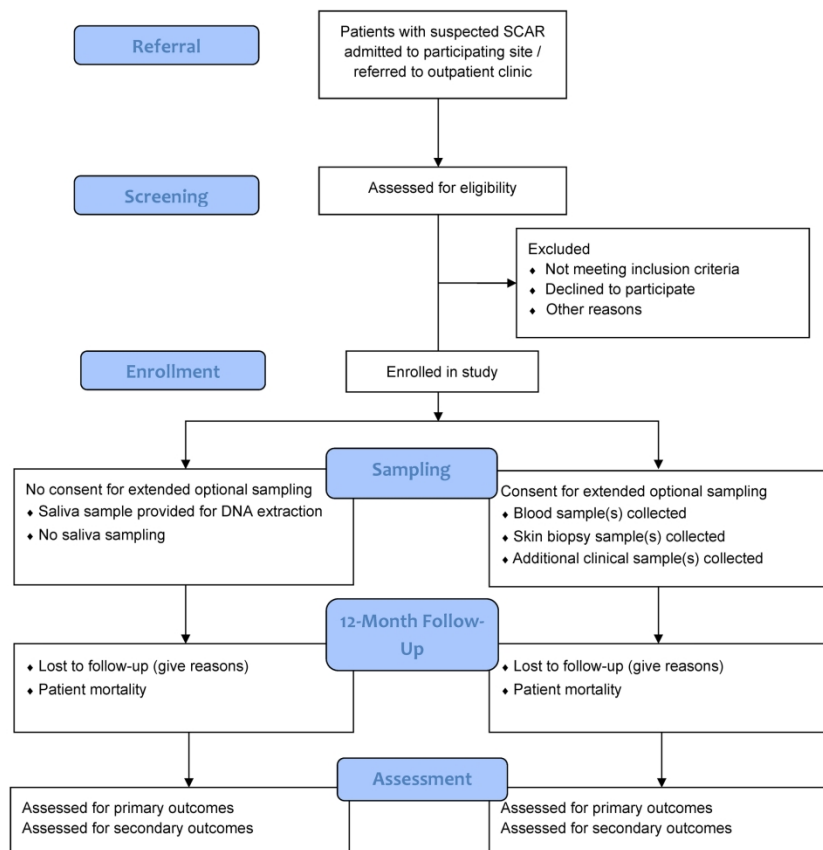 Referral
Patients with suspected SCAR
admitted to participating site /
referred to outpatient clinic
Screening
Assessed for eligibility
Excluded
♦ Not meeting inclusion criteria
♦ Declined to participate
♦ Other reasons
Enrollment
Enrolled in study
Sampling
No consent for extended optional sampling
♦ Saliva sample provided for DNA extraction
♦ No saliva sampling
Consent for extended optional sampling
♦ Blood sample(s) collected
♦ Skin biopsy sample(s) collected
♦ Additional clinical sample(s) collected
12-Month Follow-
Up
♦ Lost to follow-up (give reasons)
♦ Patient mortality
♦ Lost to follow-up (give reasons)
♦ Patient mortality
Assessment
Assessed for primary outcomes
Assessed for secondary outcomes
Assessed for primary outcomes
Assessed for secondary outcomes